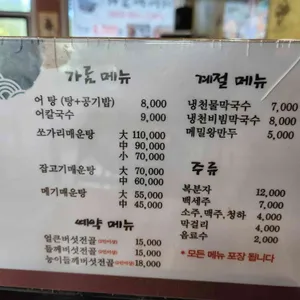 가름 메뉴
어 탕 (탕+공기밥) 8,000
어칼국수 9,000
쏘가리매운탕 大 110,000
中 90,000
小 70,000
잡고기매운탕 大 70,000
中 60,000
메기매운탕 大 55,000
中 45,000
예약 메뉴
얼큰버섯전골 15,000
들깨버섯전골 15,000
능이들깨버섯전골 18,000
계절 메뉴
냉천물막국수 7,000
냉천비빔막국수 8,000
메밀왕만두 5,000
주류
복분자 12,000
백세주 7,000
소주, 맥주, 청하 4,000
막걸리 4,000
음료수 2,000
* 모든 메뉴 포장 됩니다